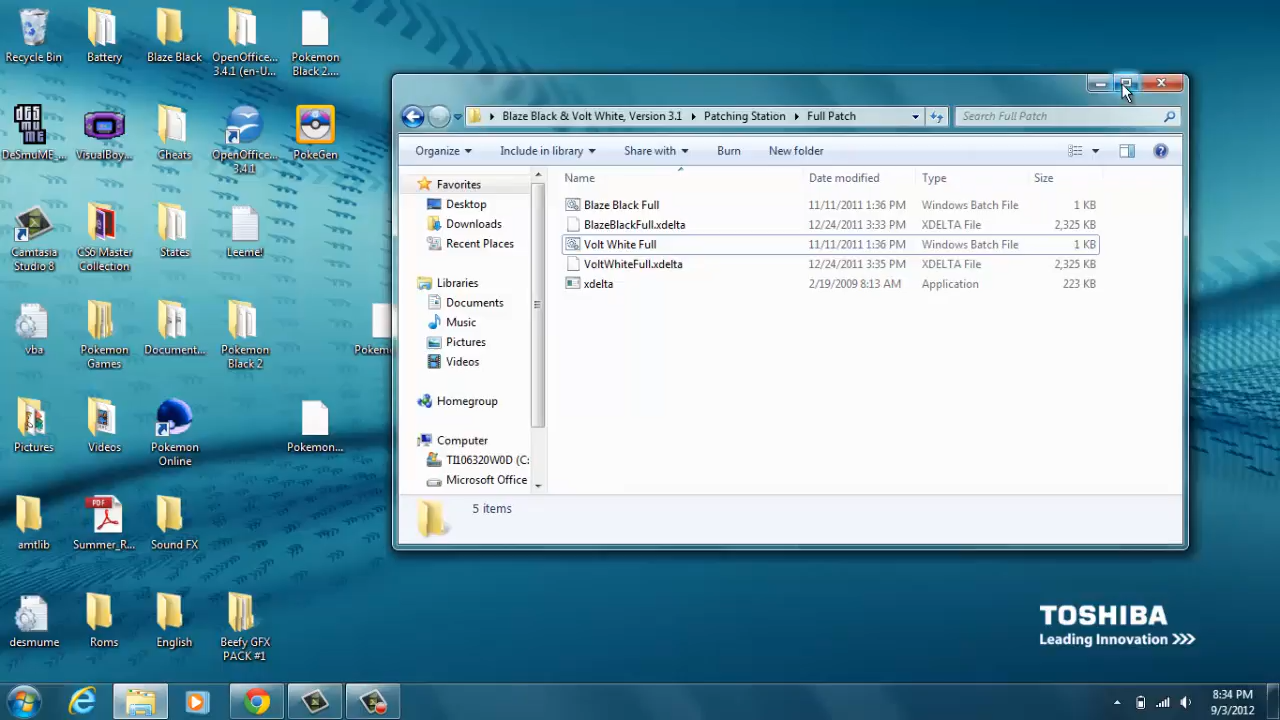 Recycle Bin
Battery
Blaze Black
OpenOffice...
3.4.1 (en-U...
Pokemon
Black 2....
DeSmuME_...
VisualBoy...
Cheats
OpenOffice...
3.4.1
PokeGen
Camtasia
Studio 8
CS6 Master
Collection
States
Leeme!
vba
Pokemon
Games
Document...
Pokemon
Black 2
Pokem
Pictures
Videos
Pokemon
Online
Pokemon...
amtlib
Summer_R...
Sound FX
desmume
Roms
English
Beefy GFX
PACK #1
Blaze Black & Volt White, Version 3.1
Patching Station
Full Patch
Search Full Patch
Organize
Include in library
Share with
Burn
New folder
Favorites
Desktop
Downloads
Recent Places
Libraries
Documents
Music
Pictures
Videos
Homegroup
Computer
TI106320W0D (C:
Microsoft Office
Name Date modified Type Size
Blaze Black Full 11/11/2011 1:36 PM Windows Batch File 1 KB
BlazeBlackFull.xdelta 12/24/2011 3:33 PM XDELTA File 2,325 KB
Volt White Full 11/11/2011 1:36 PM Windows Batch File 1 KB
VoltWhiteFull.xdelta 12/24/2011 3:35 PM XDELTA File 2,325 KB
xdelta 2/19/2009 8:13 AM Application 223 KB
5 items
TOSHIBA
Leading Innovation >>>
8:34 PM
9/3/2012